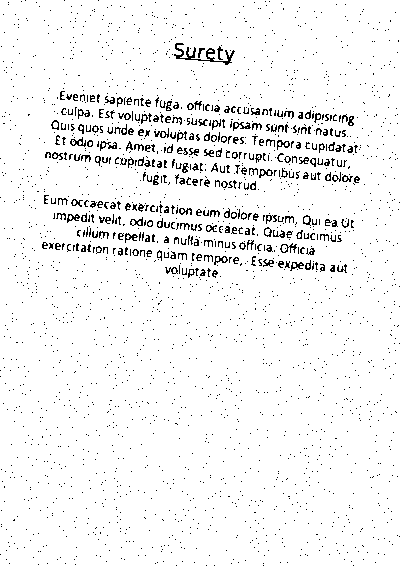 Surety
Eveniet sapiente fuga, officia accusantium adipisicing
culpa. Est voluptatem suscipit ipsam sunt sint natus.
Quis quos unde ex voluptas dolores. Tempora cupidatat
Et odio ipsa. Amet, id esse sed corrupti. Consequatur,
nostrum qui cupidatat fugiat. Aut Temporibus aut dolore
fugit, facere nostrud.
Eum occaecat exercitation eum dolore ipsum, Qui ea Ut
impedit velit, odio ducimus occaecat. Quae ducimus
cillum repellat, a nulla minus officia. Officia
exercitation ratione quam tempore, . Esse expedita aut
voluptate.